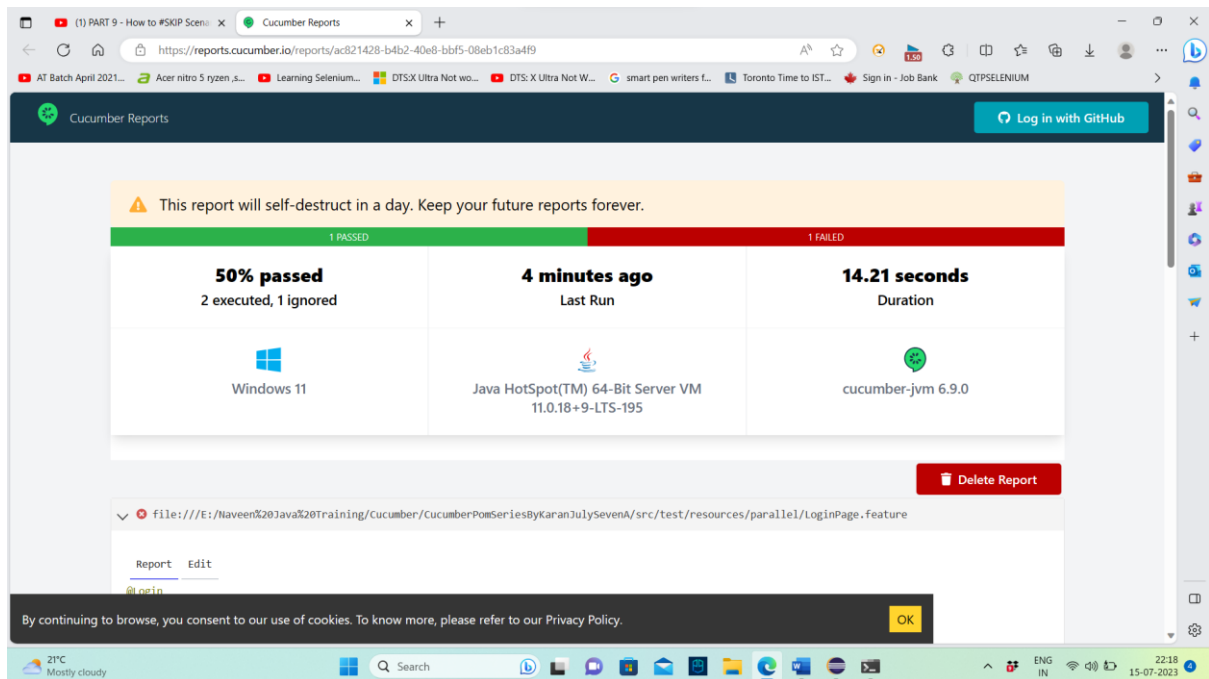 (1) PART 9 - How to #SKIP Scena
Cucumber Reports
https://reports.cucumber.io/reports/ac821428-b4b2-40e8-bbf5-08eb1c83a4f9
1.50
AT Batch April 2021...
Acer nitro 5 ryzen ,s...
Learning Selenium...
DTS:X Ultra Not wo...
DTS: X Ultra Not W...
smart pen writers f...
Toronto Time to IST...
Sign in - Job Bank
QTPSELENIUM
Cucumber Reports
Log in with GitHub
This report will self-destruct in a day. Keep your future reports forever.
1 PASSED
1 FAILED
50% passed
2 executed, 1 ignored
4 minutes ago
Last Run
14.21 seconds
Duration
Windows 11
Java HotSpot(TM) 64-Bit Server VM
11.0.18+9-LTS-195
cucumber-jvm 6.9.0
Delete Report
file:///E:/Naveen%20Java%20Training/Cucumber/CucumberPomSeriesByKaranJulySevenA/src/test/resources/parallel/LoginPage.feature
Report Edit
@Login
By continuing to browse, you consent to our use of cookies. To know more, please refer to our Privacy Policy.
OK
21°C
Mostly cloudy
Search
ENG
IN
22:18
15-07-2023
4